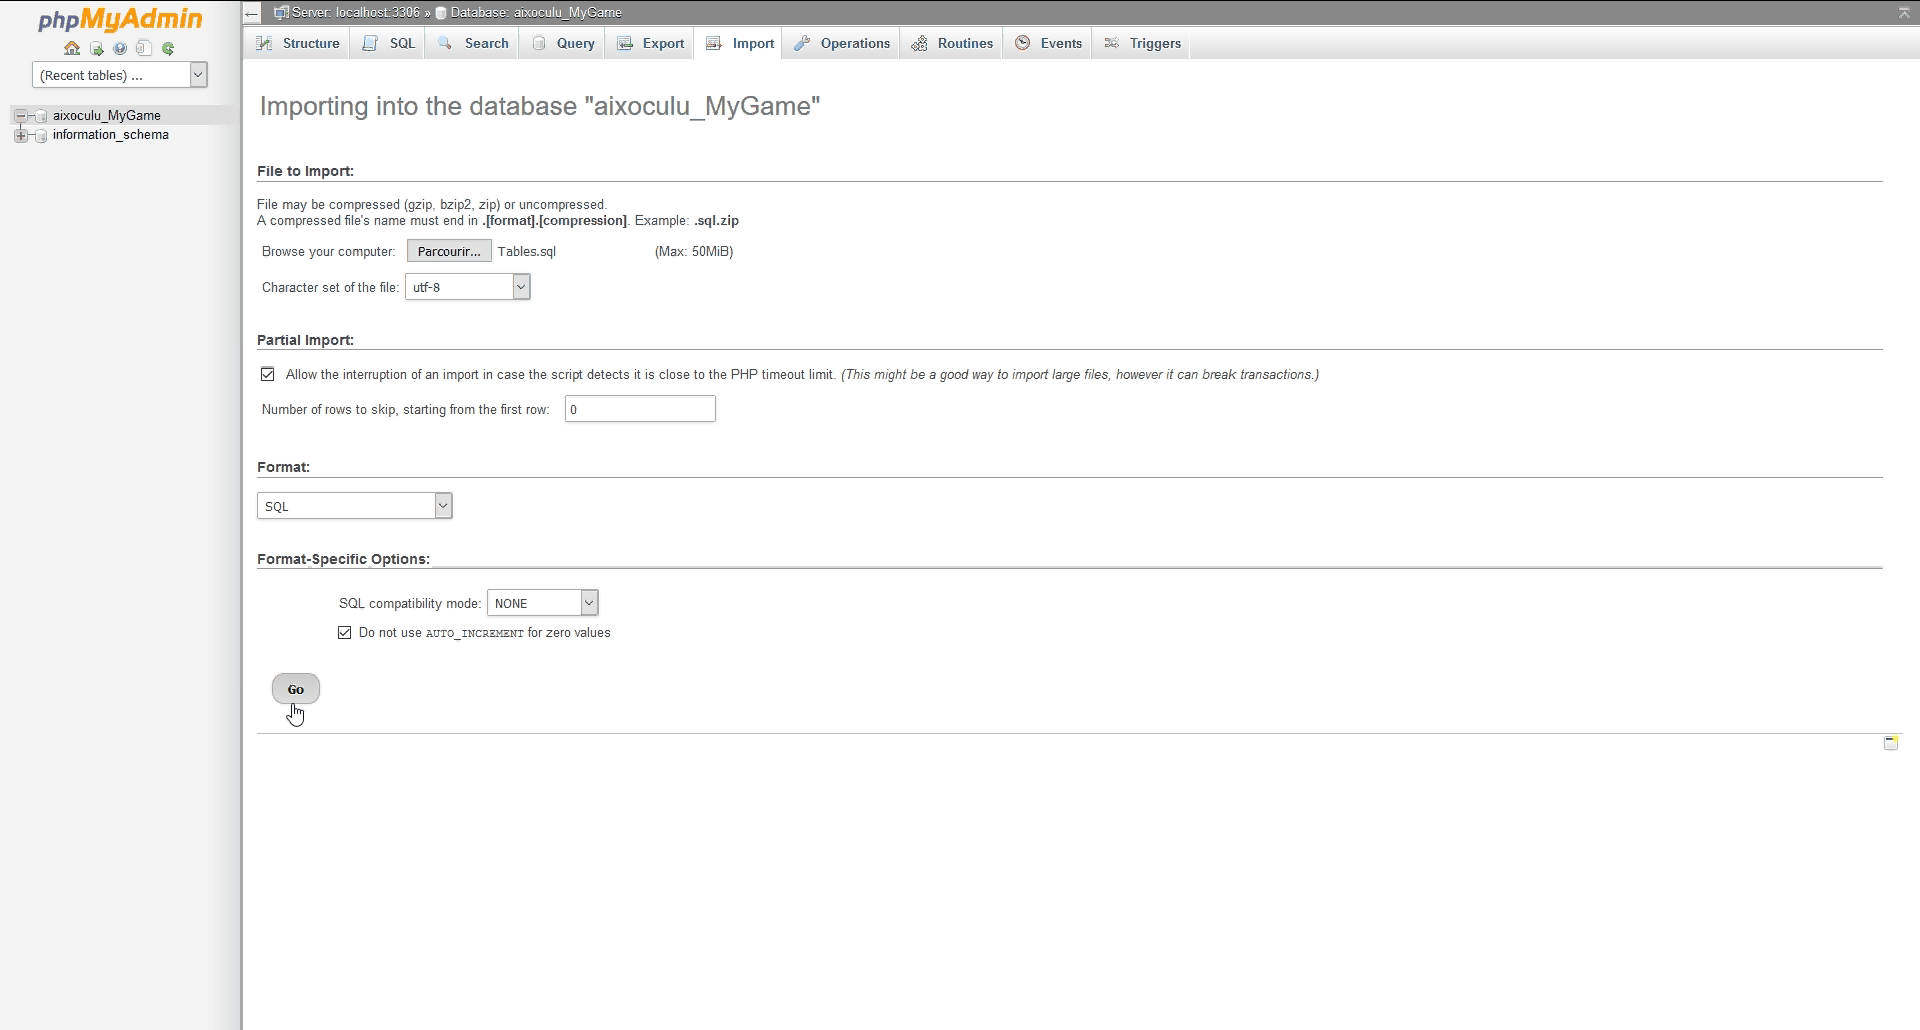 phpMyAdmin
(Recent tables) ...
aixoculu_MyGame
information_schema
Server: localhost:3306 » Database: aixoculu_MyGame
Structure SQL Search Query Export Import Operations Routines Events Triggers
Importing into the database "aixoculu_MyGame"
File to Import:
File may be compressed (gzip, bzip2, zip) or uncompressed.
A compressed file's name must end in .[format].[compression]. Example: .sql.zip
Browse your computer: Parcourir... Tables.sql (Max: 50MiB)
Character set of the file: utf-8
Partial Import:
Allow the interruption of an import in case the script detects it is close to the PHP timeout limit. (This might be a good way to import large files, however it can break transactions.)
Number of rows to skip, starting from the first row: 0
Format:
SQL
Format-Specific Options:
SQL compatibility mode: NONE
Do not use AUTO_INCREMENT for zero values
Go